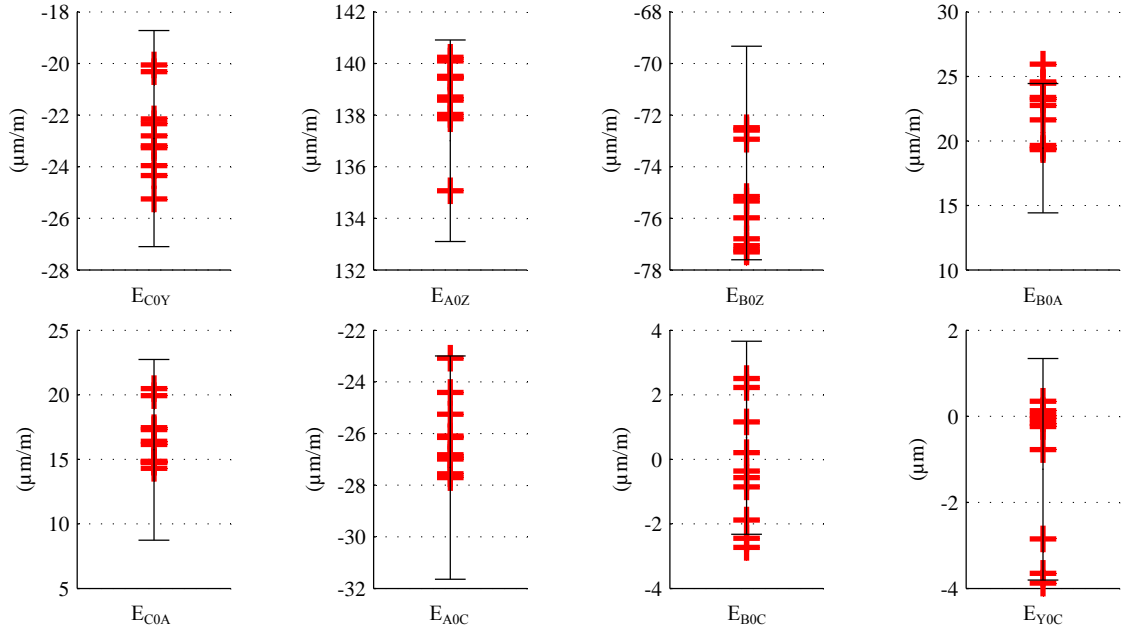 -18
-20
-22
-24
-26
-28
(µm/m)
E_C0Y
142
140
138
136
134
132
(µm/m)
E_A0Z
-68
-70
-72
-74
-76
-78
(µm/m)
E_B0Z
30
25
20
15
10
(µm/m)
E_B0A
25
20
15
10
5
(µm/m)
E_C0A
-22
-24
-26
-28
-30
-32
(µm/m)
E_A0C
4
2
0
-2
-4
(µm/m)
E_B0C
2
0
-2
-4
(µm)
E_Y0C